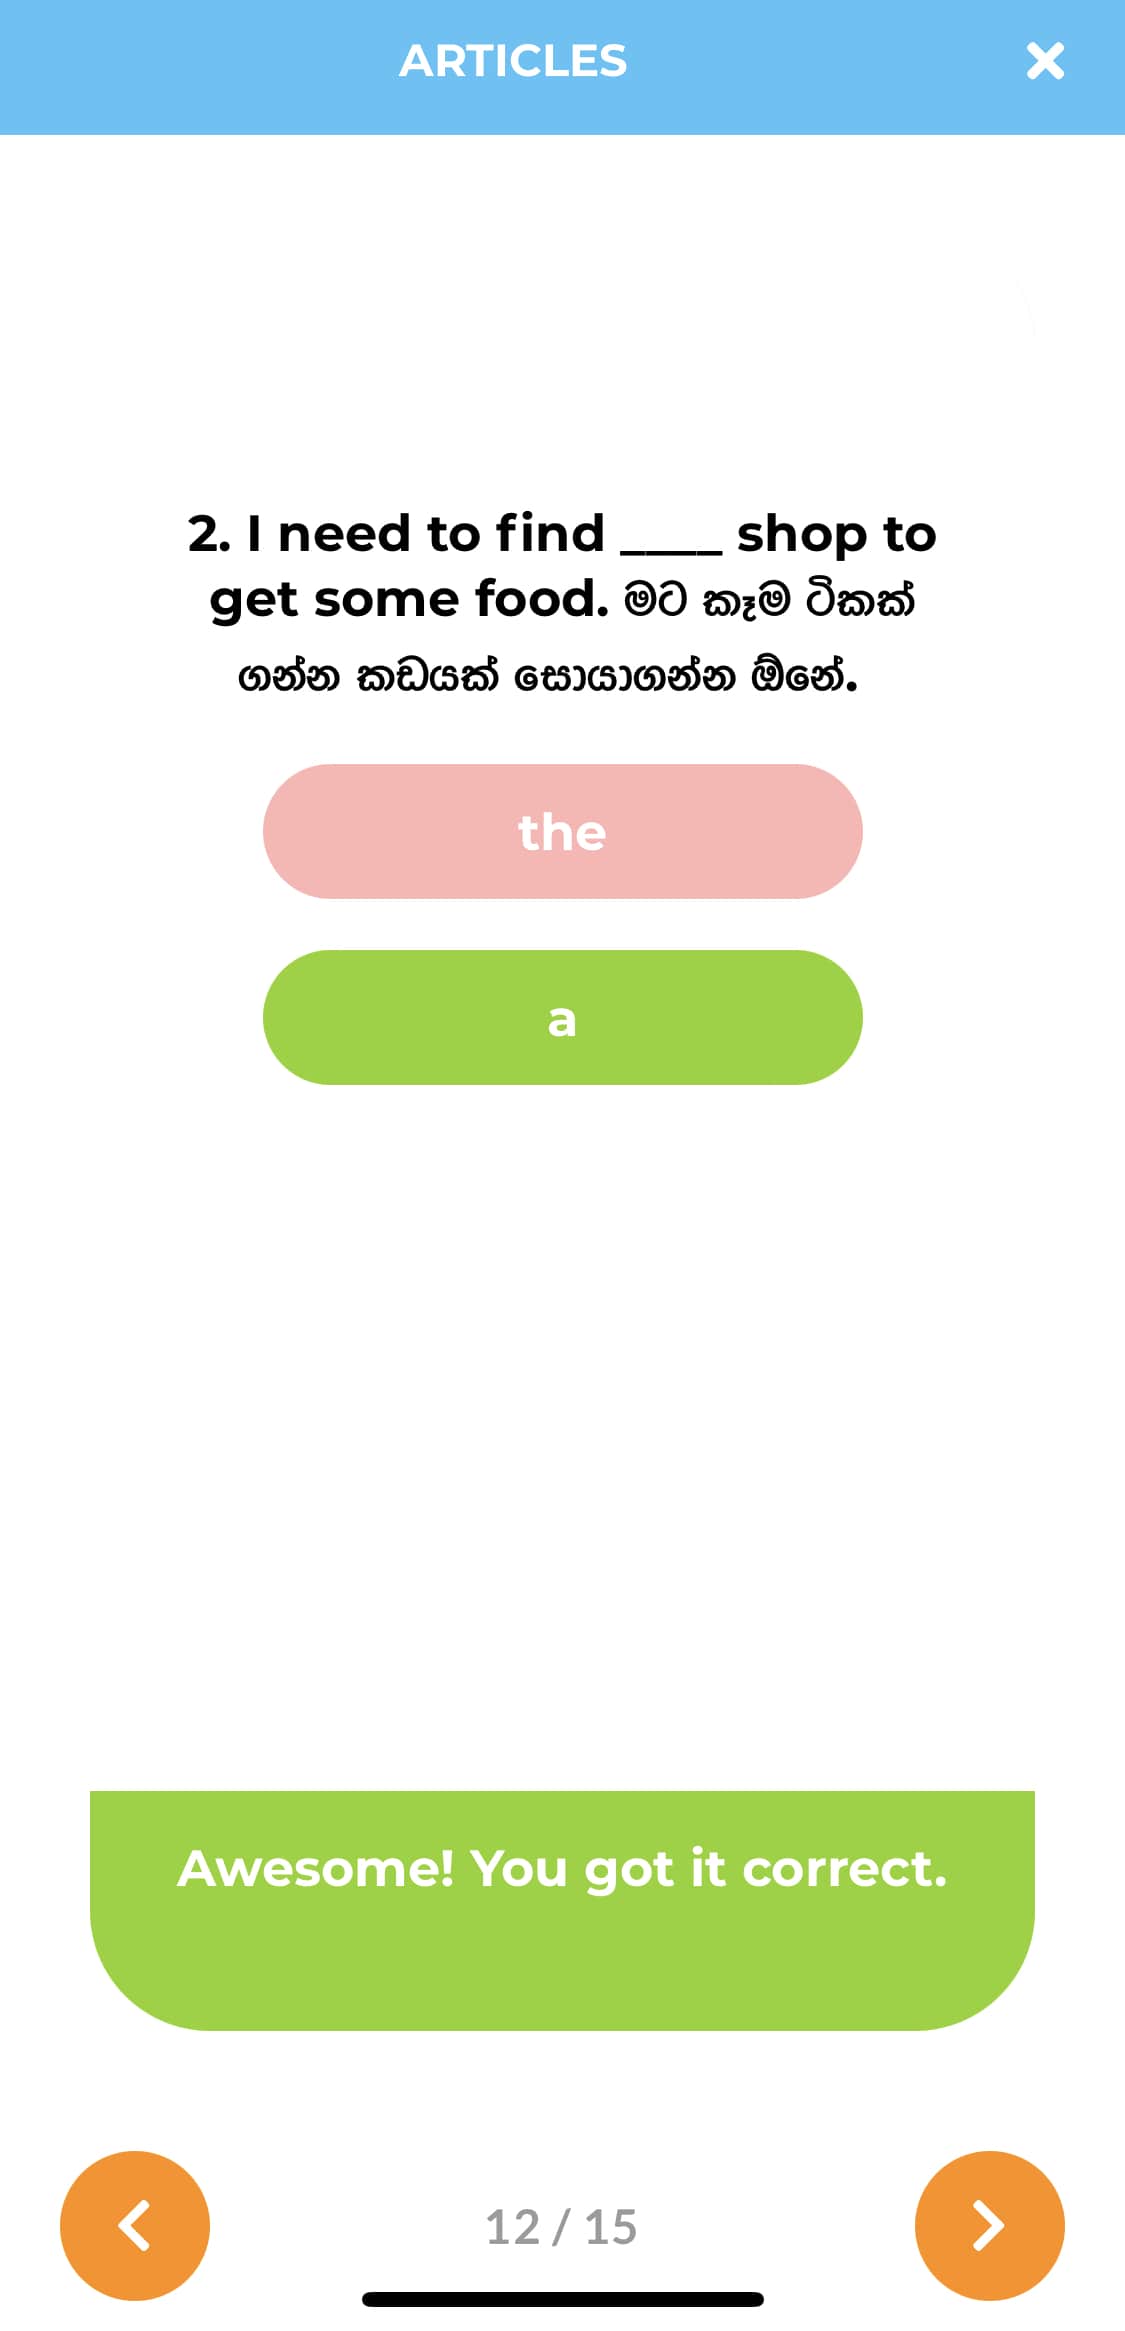 ARTICLES
2. I need to find ____ shop to
get some food. මට කෑම ටිකක්
ගන්න කඩයක් සොයාගන්න ඕනේ.
the
a
Awesome! You got it correct.
12 / 15